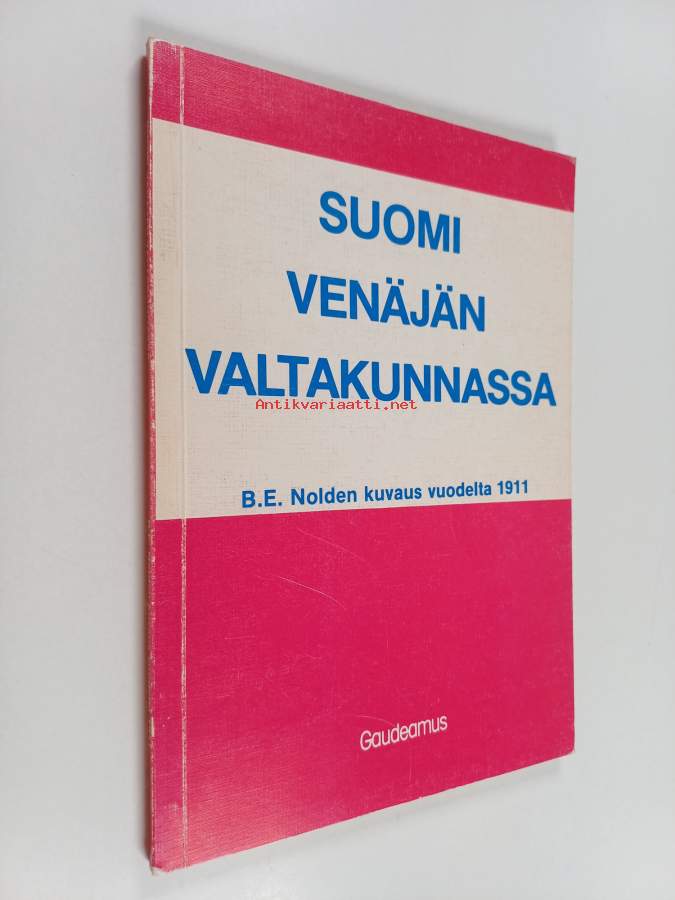 SUOMI
VENÄJÄN
VALTAKUNNASSA
Antikvariaatti.net
B.E. Nolden kuvaus vuodelta 1911
Gaudeamus